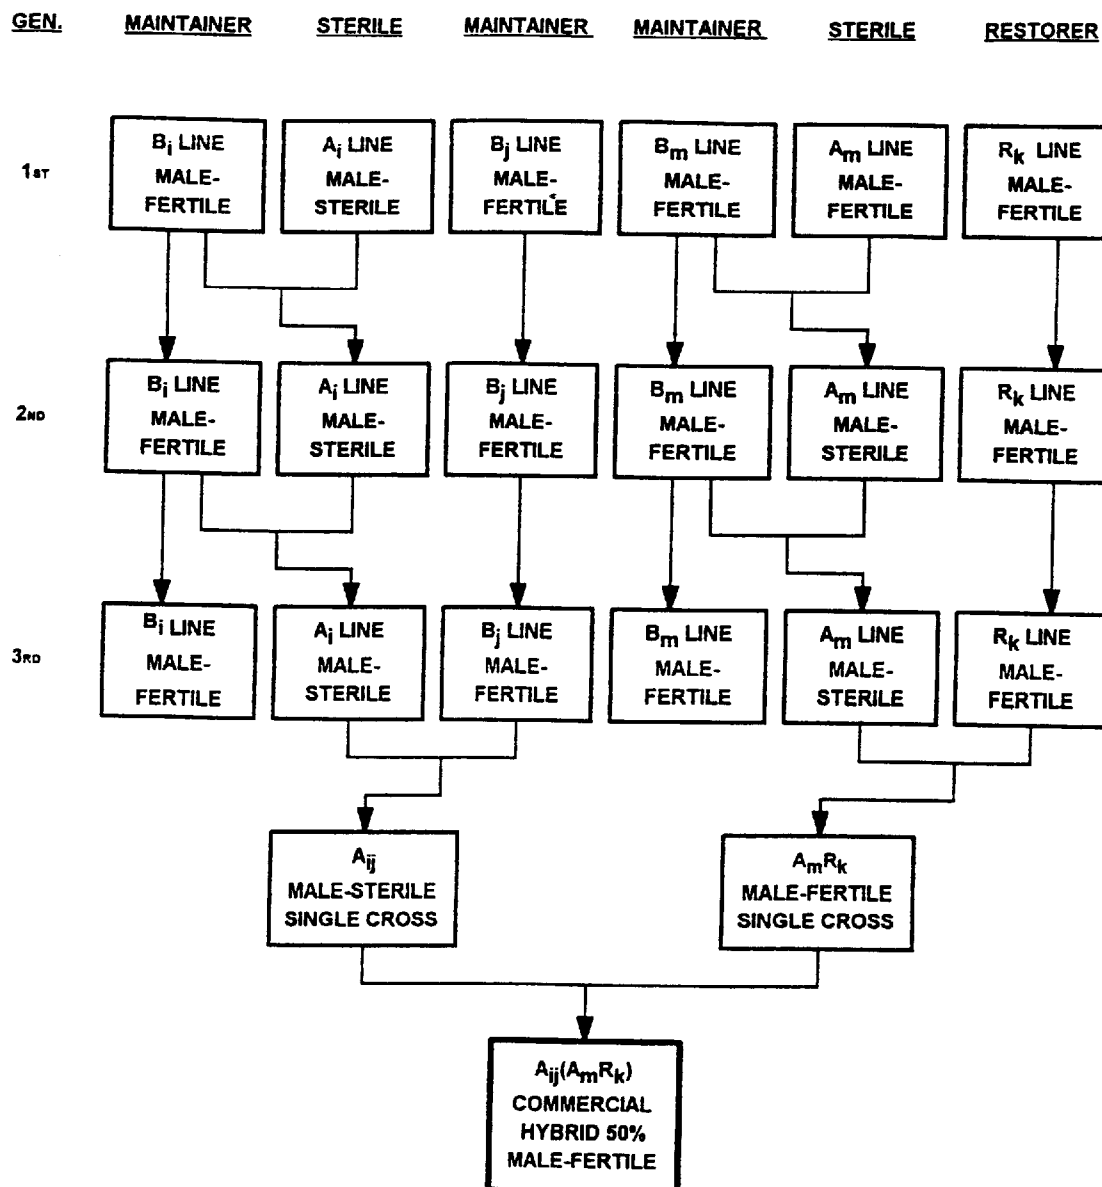 GEN. MAINTAINER STERILE MAINTAINER MAINTAINER STERILE RESTORER
1ST
Bi LINE
MALE-
FERTILE
Ai LINE
MALE-
STERILE
Bj LINE
MALE-
FERTILE
Bm LINE
MALE-
FERTILE
Am LINE
MALE-
FERTILE
Rk LINE
MALE-
FERTILE
2ND
Bi LINE
MALE-
FERTILE
Ai LINE
MALE-
STERILE
Bj LINE
MALE-
FERTILE
Bm LINE
MALE-
FERTILE
Am LINE
MALE-
STERILE
Rk LINE
MALE-
FERTILE
3RD
Bi LINE
MALE-
FERTILE
Ai LINE
MALE-
STERILE
Bj LINE
MALE-
FERTILE
Bm LINE
MALE-
FERTILE
Am LINE
MALE-
STERILE
Rk LINE
MALE-
FERTILE
Aij
MALE-STERILE
SINGLE CROSS
AmRk
MALE-FERTILE
SINGLE CROSS
Aij(AmRk)
COMMERCIAL
HYBRID 50%
MALE-FERTILE